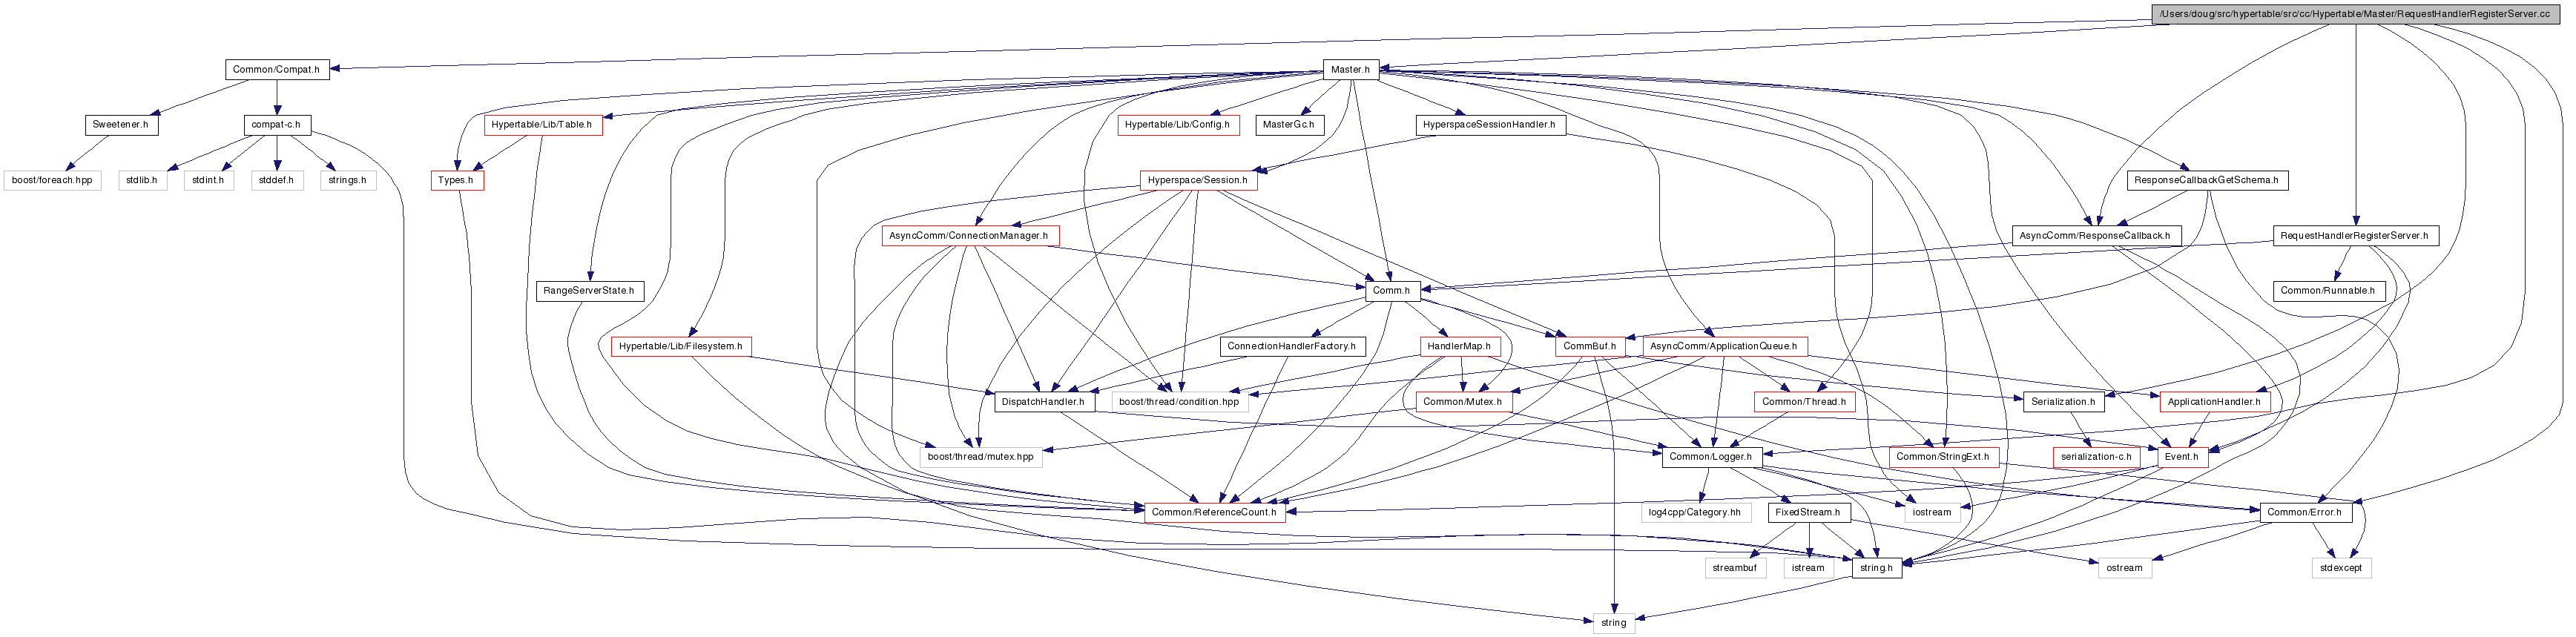 /Users/doug/src/hypertable/src/cc/Hypertable/Master/RequestHandlerRegisterServer.cc
Common/Compat.h
Master.h
Sweetener.h
compat-c.h
Hypertable/Lib/Table.h
Hypertable/Lib/Config.h
MasterGc.h
HyperspaceSessionHandler.h
boost/foreach.hpp
stdlib.h
stdint.h
stddef.h
strings.h
Types.h
Hyperspace/Session.h
ResponseCallbackGetSchema.h
AsyncComm/ConnectionManager.h
AsyncComm/ResponseCallback.h
RequestHandlerRegisterServer.h
RangeServerState.h
Comm.h
Common/Runnable.h
Hypertable/Lib/Filesystem.h
ConnectionHandlerFactory.h
HandlerMap.h
CommBuf.h
AsyncComm/ApplicationQueue.h
DispatchHandler.h
boost/thread/condition.hpp
Common/Mutex.h
Common/Thread.h
Serialization.h
ApplicationHandler.h
boost/thread/mutex.hpp
Common/Logger.h
Common/StringExt.h
serialization-c.h
Event.h
Common/ReferenceCount.h
log4cpp/Category.hh
FixedStream.h
iostream
Common/Error.h
streambuf
istream
string.h
ostream
stdexcept
string